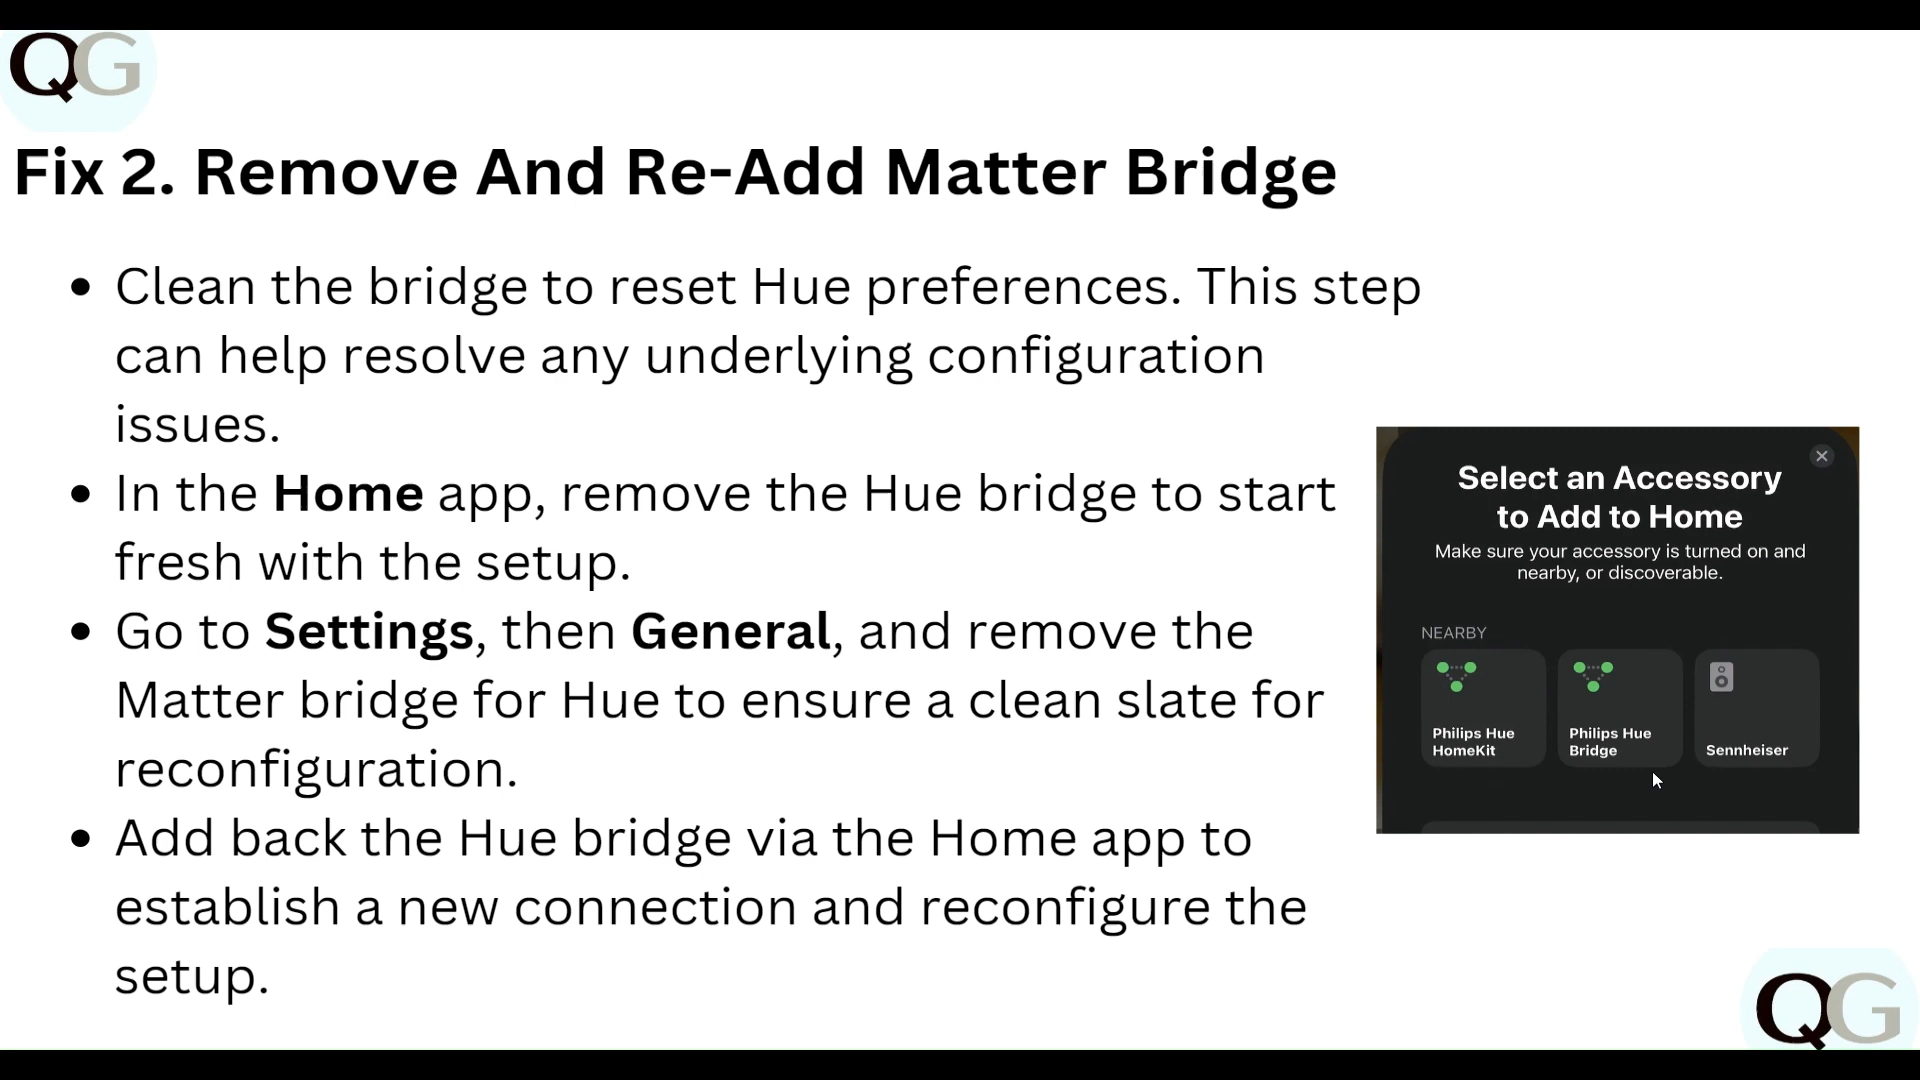 QG
Fix 2. Remove And Re-Add Matter Bridge
• Clean the bridge to reset Hue preferences. This step
can help resolve any underlying configuration
issues.
• In the Home app, remove the Hue bridge to start
fresh with the setup.
• Go to Settings, then General, and remove the
Matter bridge for Hue to ensure a clean slate for
reconfiguration.
• Add back the Hue bridge via the Home app to
establish a new connection and reconfigure the
setup.
Select an Accessory
to Add to Home
Make sure your accessory is turned on and
nearby, or discoverable.
NEARBY
Philips Hue
HomeKit
Philips Hue
Bridge
Sennheiser
QG